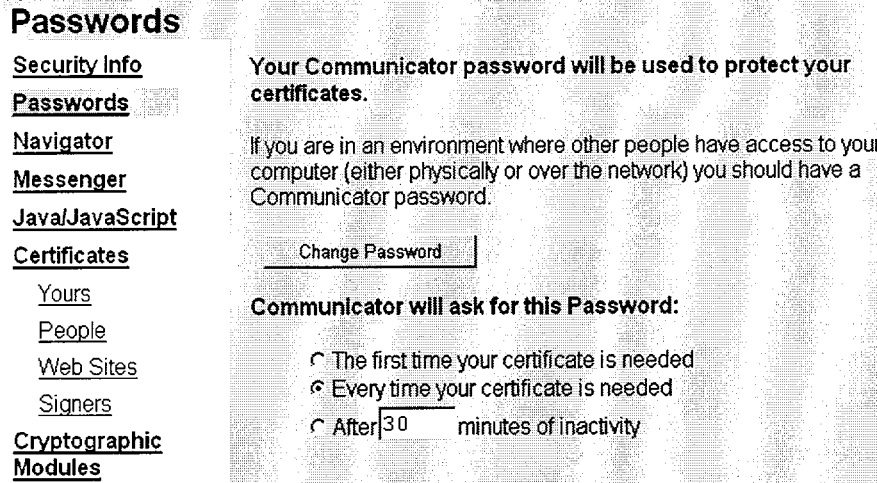 Passwords
Security Info
Passwords
Navigator
Messenger
Java/JavaScript
Certificates
Yours
People
Web Sites
Signers
Cryptographic
Modules
Your Communicator password will be used to protect your
certificates.
If you are in an environment where other people have access to your
computer (either physically or over the network) you should have a
Communicator password.
Change Password
Communicator will ask for this Password:
The first time your certificate is needed
Every time your certificate is needed
After 30 minutes of inactivity